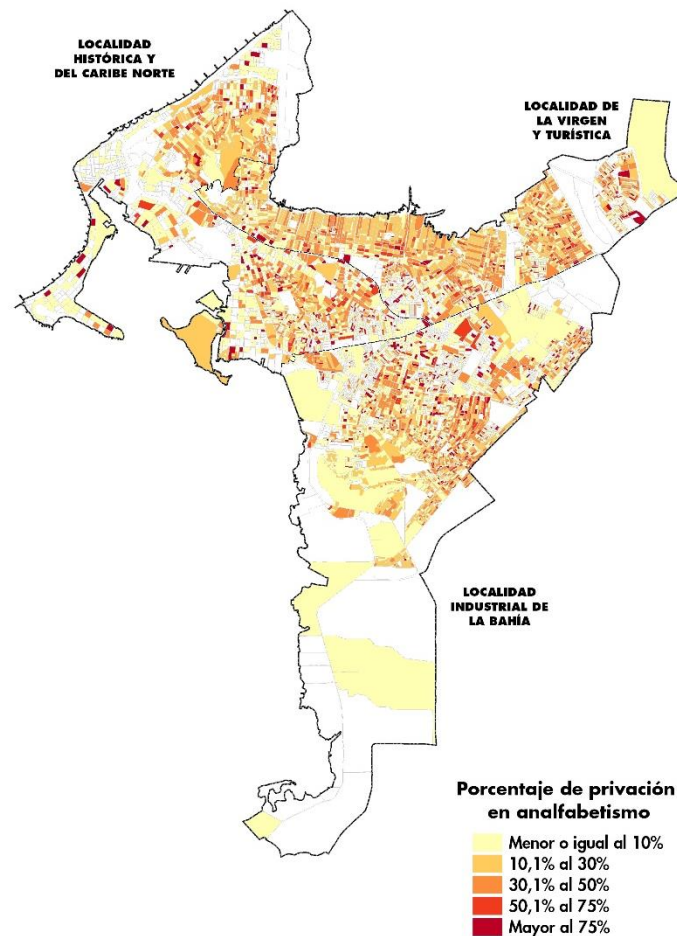 LOCALIDAD
HISTÓRICA Y
DEL CARIBE NORTE
LOCALIDAD DE
LA VIRGEN
Y TURÍSTICA
LOCALIDAD
INDUSTRIAL DE
LA BAHÍA
Porcentaje de privación
en analfabetismo
Menor o igual al 10%
10,1% al 30%
30,1% al 50%
50,1% al 75%
Mayor al 75%